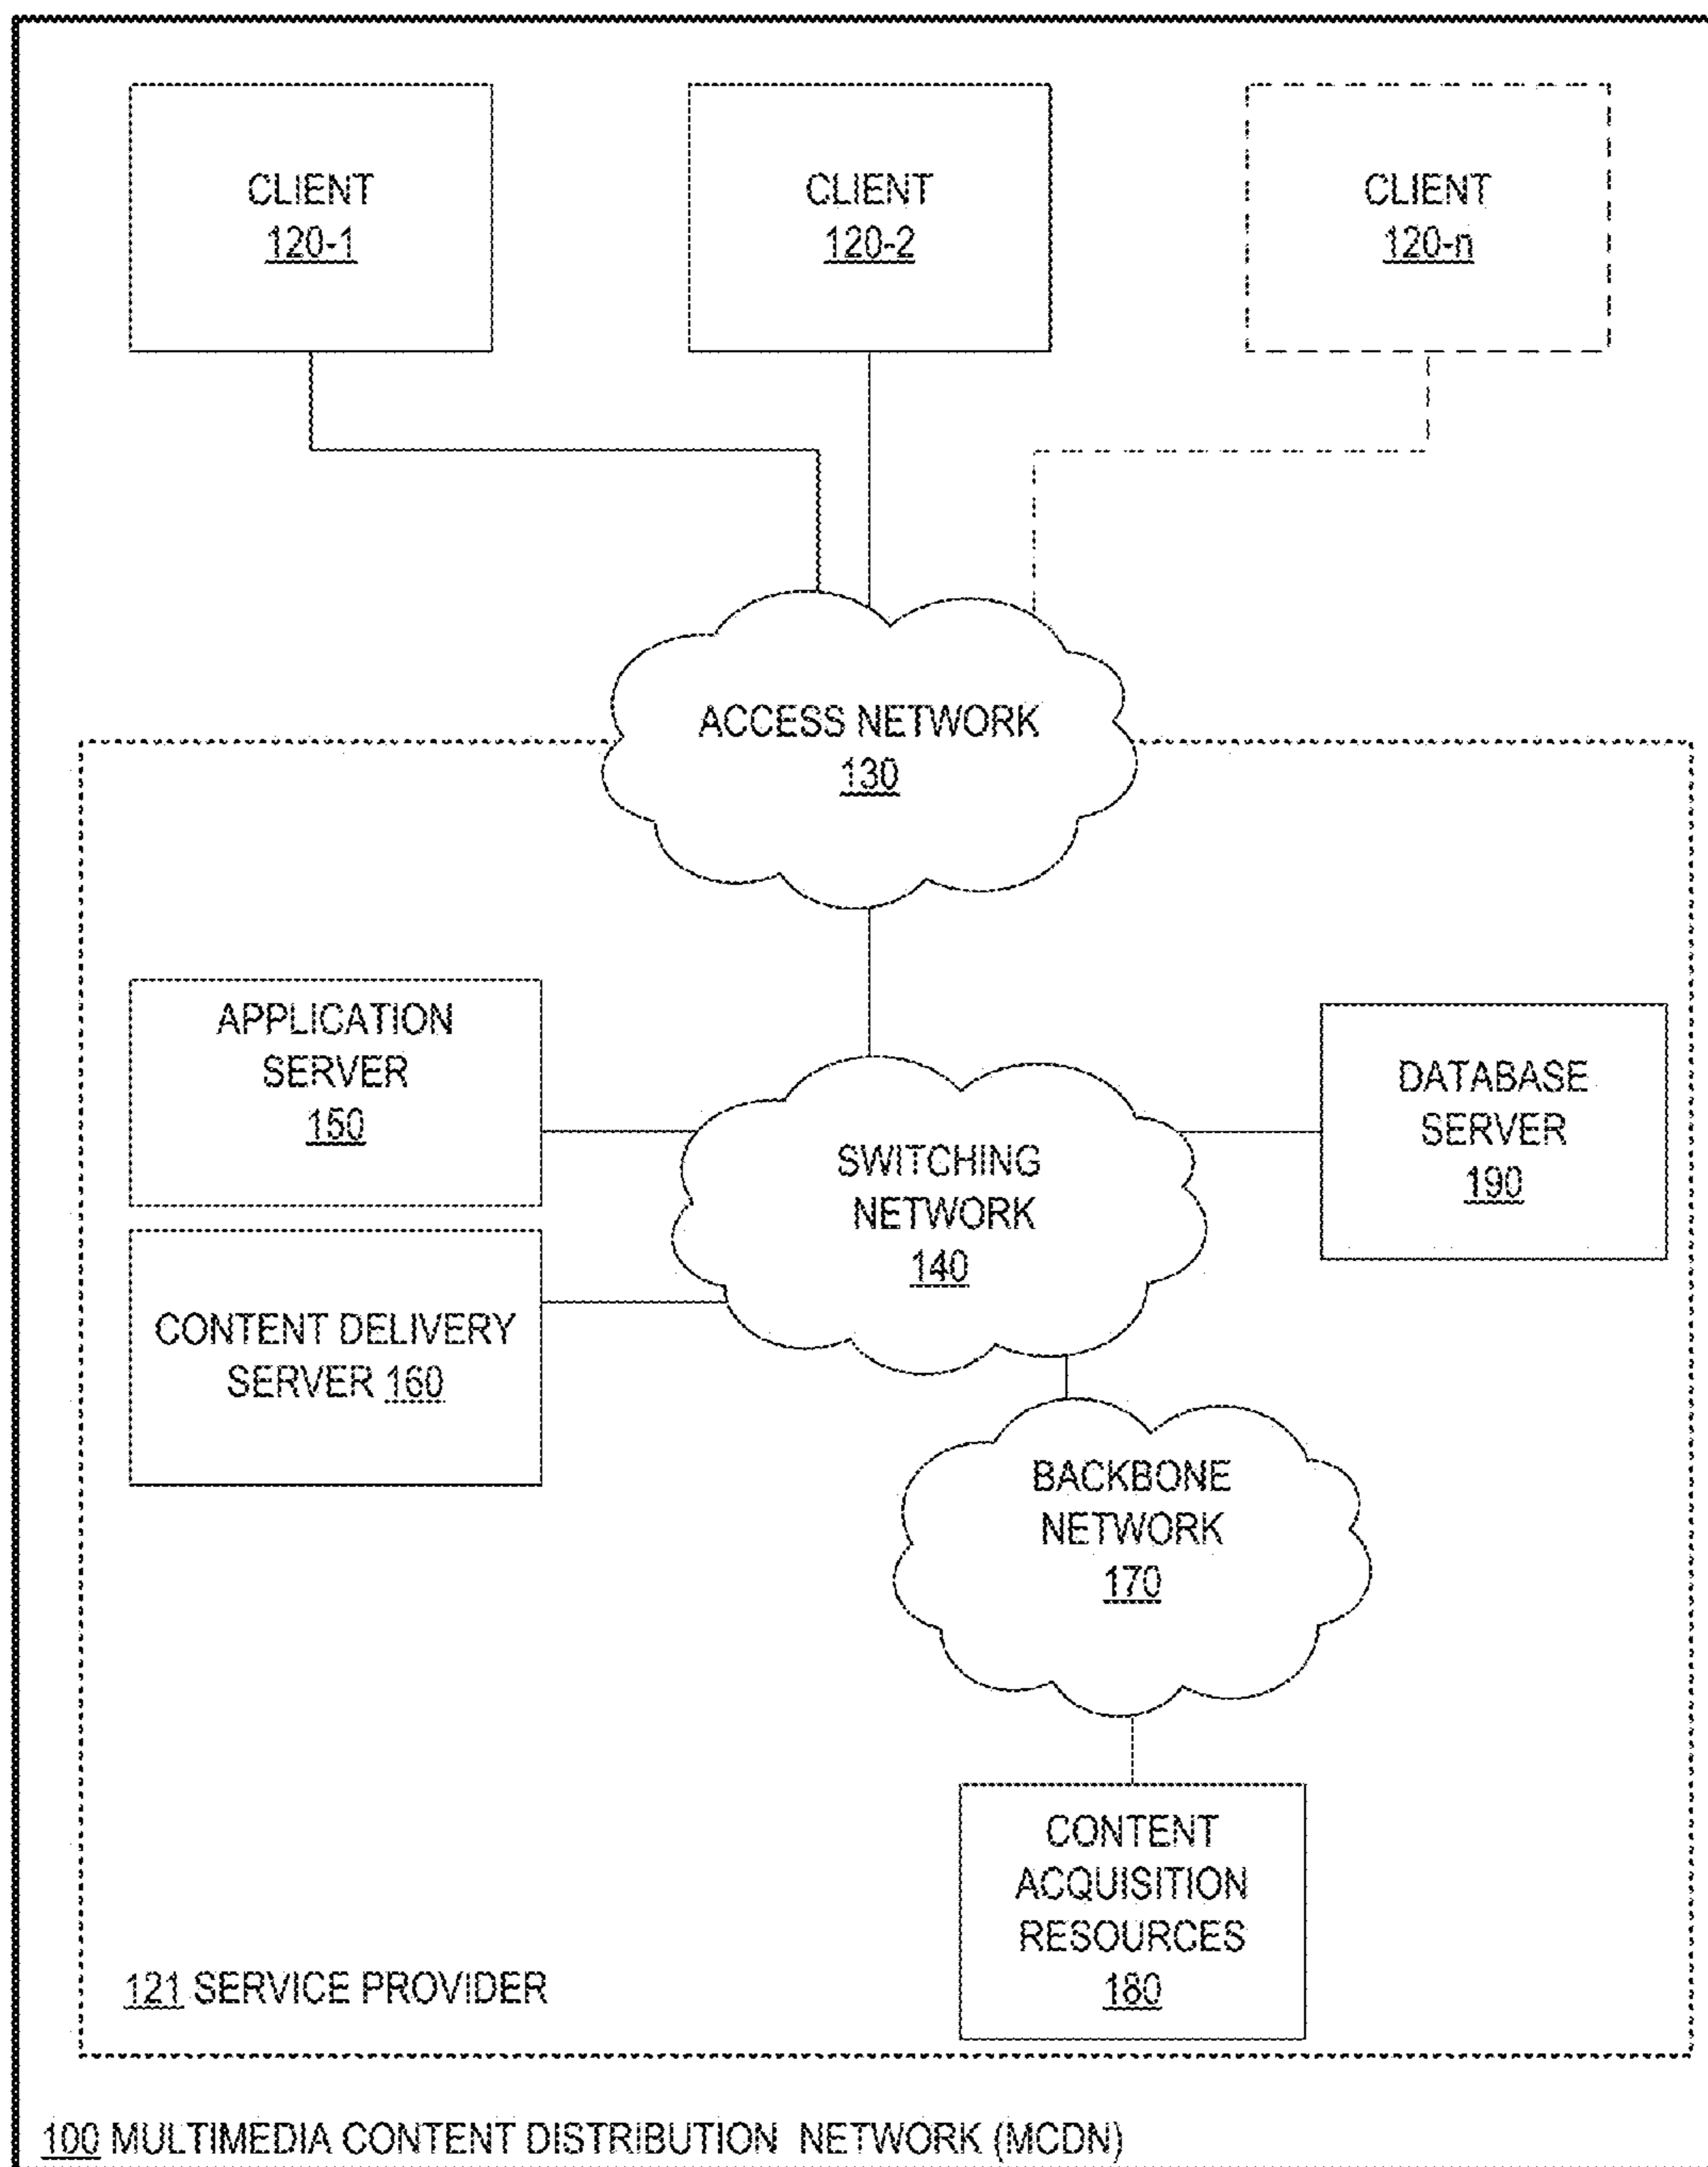 CLIENT
120-1
CLIENT
120-2
CLIENT
120-n
ACCESS NETWORK
130
APPLICATION
SERVER
150
DATABASE
SERVER
190
SWITCHING
NETWORK
140
CONTENT DELIVERY
SERVER 160
BACKBONE
NETWORK
170
CONTENT
ACQUISITION
RESOURCES
180
121 SERVICE PROVIDER
100 MULTIMEDIA CONTENT DISTRIBUTION NETWORK (MCDN)